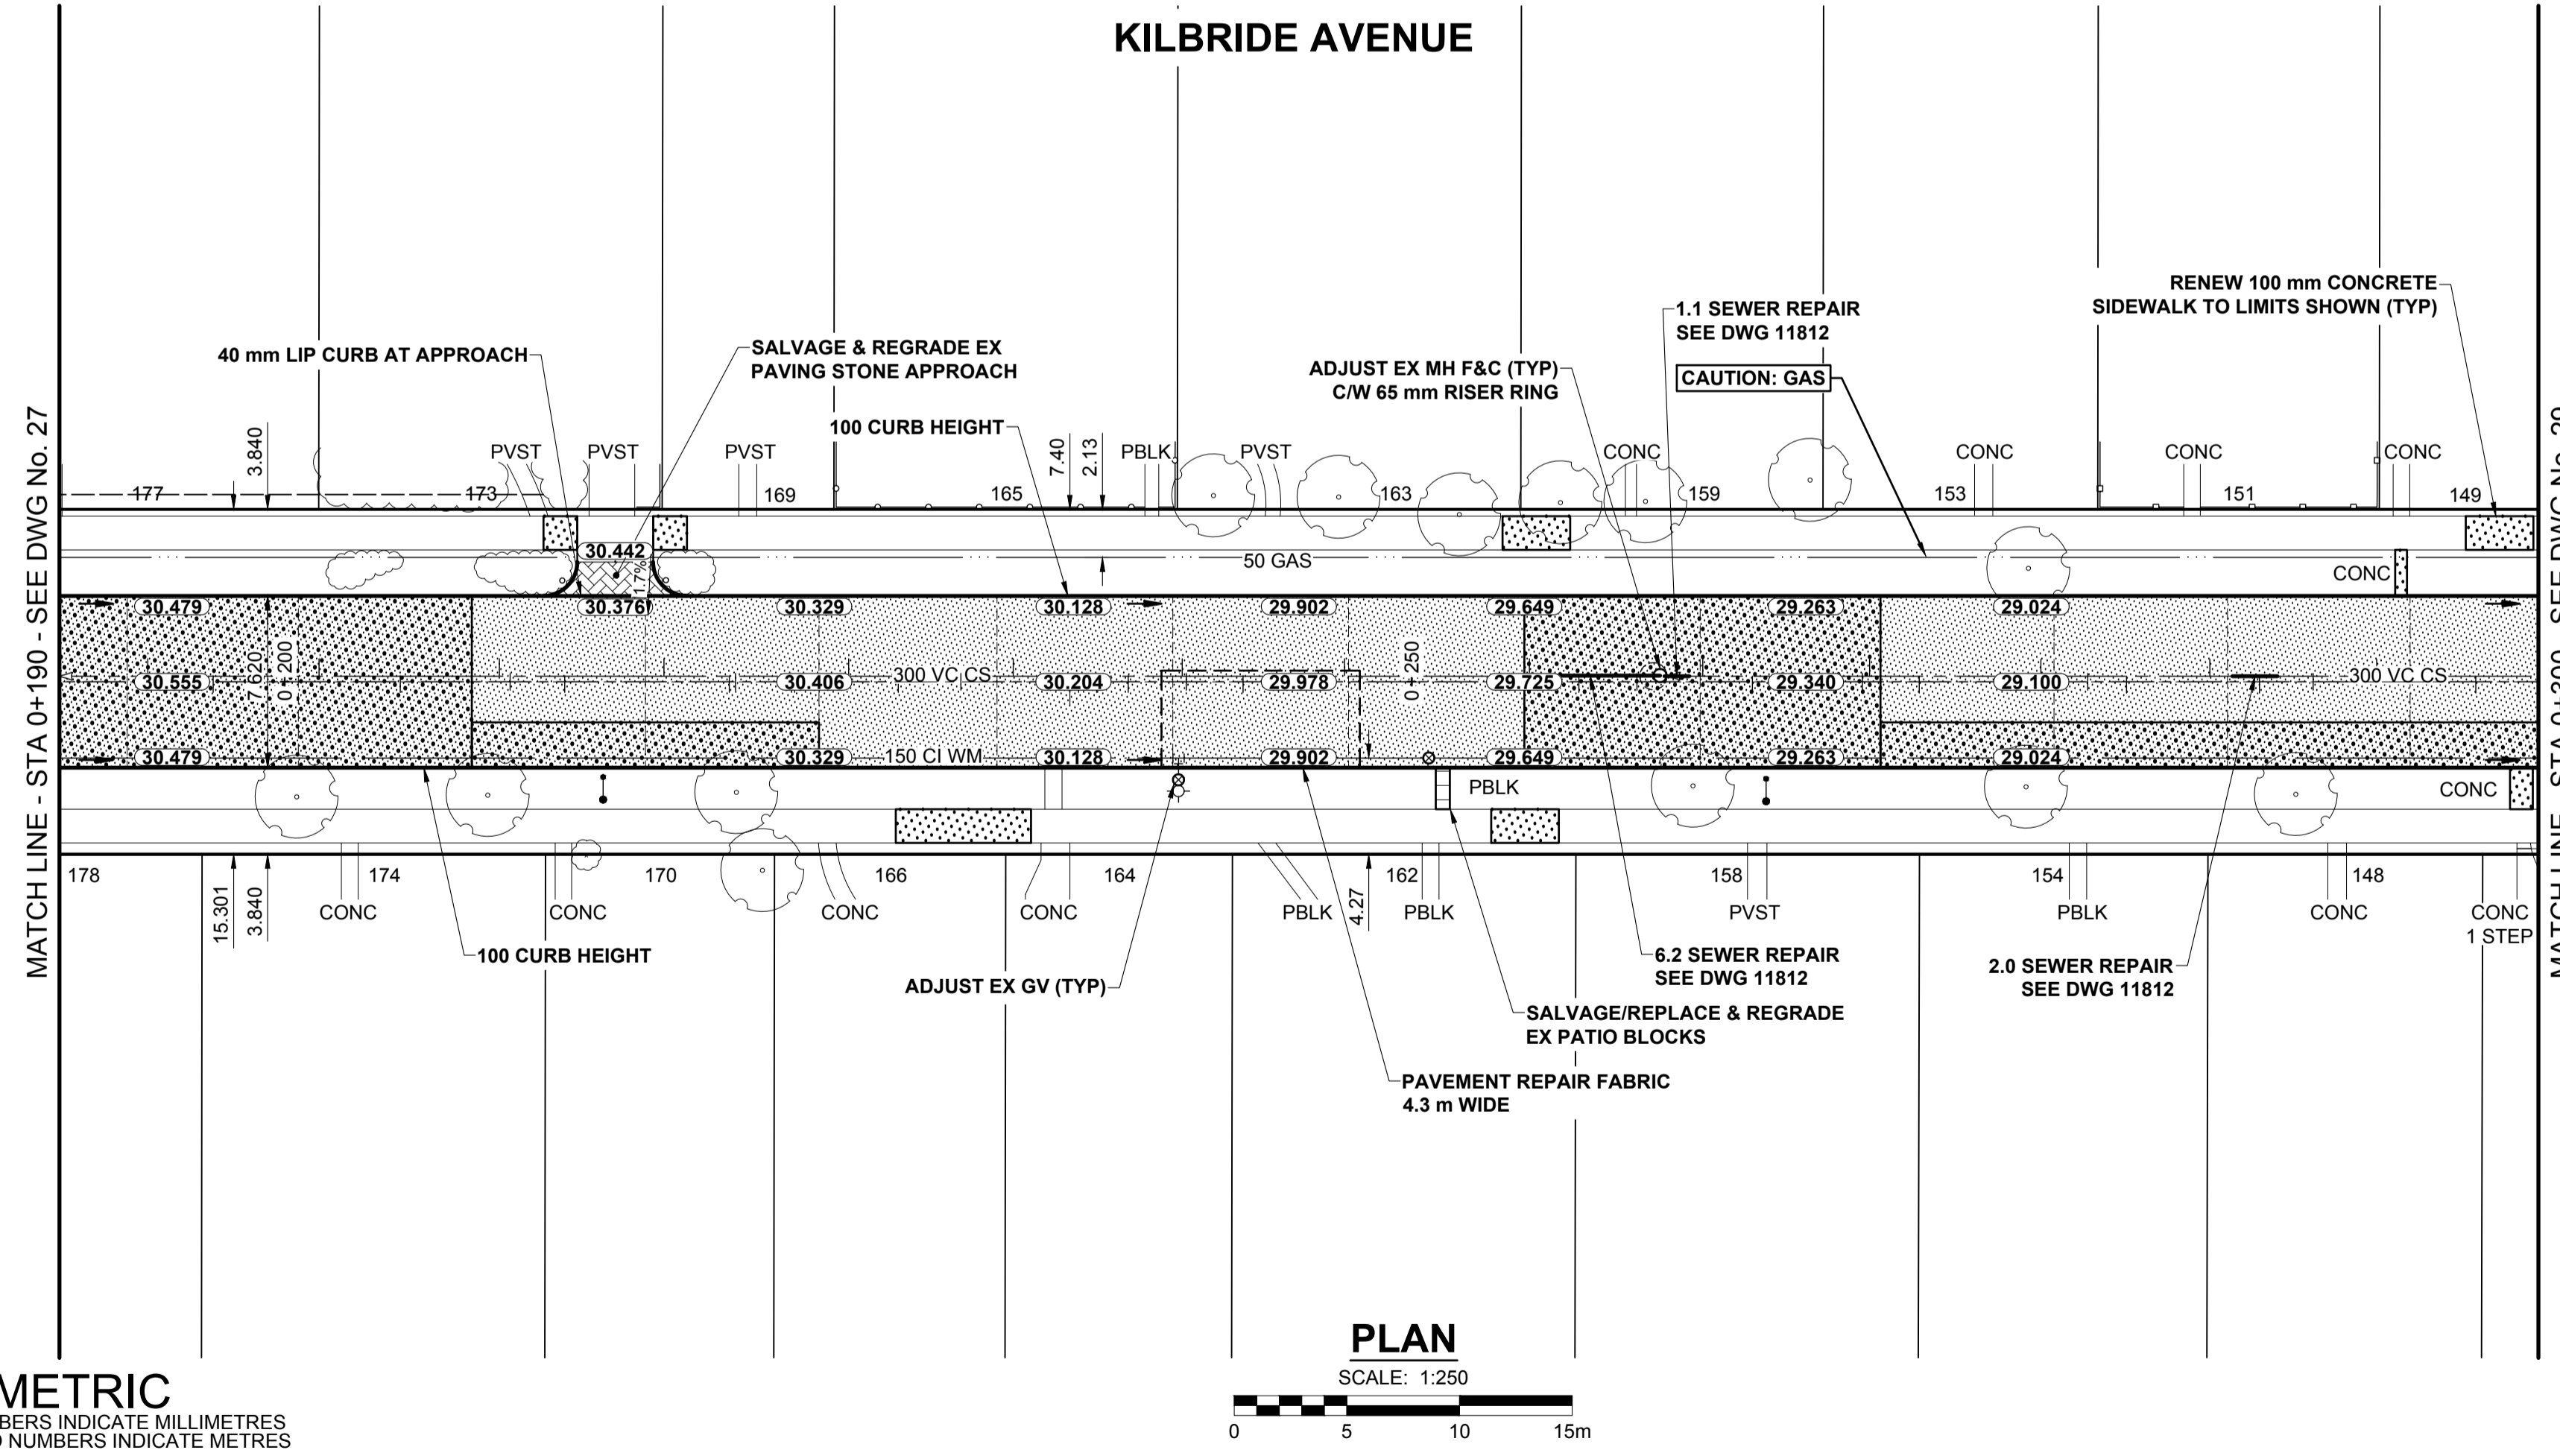 KILBRIDE AVENUE
MATCH LINE - STA 0+190 - SEE DWG No. 27
40 mm LIP CURB AT APPROACH
SALVAGE & REGRADE EX
PAVING STONE APPROACH
100 CURB HEIGHT
ADJUST EX MH F&C (TYP)
C/W 65 mm RISER RING
1.1 SEWER REPAIR
SEE DWG 11812
CAUTION: GAS
RENEW 100 mm CONCRETE
SIDEWALK TO LIMITS SHOWN (TYP)
3.840
PVST
PVST
PVST
7.40
2.13
PBLK
PVST
CONC
CONC
CONC
CONC
177
173
169
165
163
159
153
151
149
30.442
1.7%
50 GAS
CONC
30.479
30.376
30.329
30.128
29.902
29.649
29.263
29.024
7.620
0+200
0+250
30.555
30.406
300 VC CS
30.204
29.978
29.725
29.340
29.100
300 VC CS
30.479
30.329
150 CI WM
30.128
29.902
29.649
29.263
29.024
PBLK
CONC
178
174
170
166
164
162
158
154
148
15.301
3.840
CONC
CONC
CONC
CONC
PBLK
4.27
PBLK
PVST
PBLK
CONC
CONC
1 STEP
100 CURB HEIGHT
ADJUST EX GV (TYP)
6.2 SEWER REPAIR
SEE DWG 11812
2.0 SEWER REPAIR
SEE DWG 11812
SALVAGE/REPLACE & REGRADE
EX PATIO BLOCKS
PAVEMENT REPAIR FABRIC
4.3 m WIDE
PLAN
SCALE: 1:250
0 5 10 15m
METRIC
BERS INDICATE MILLIMETRES
NUMBERS INDICATE METRES